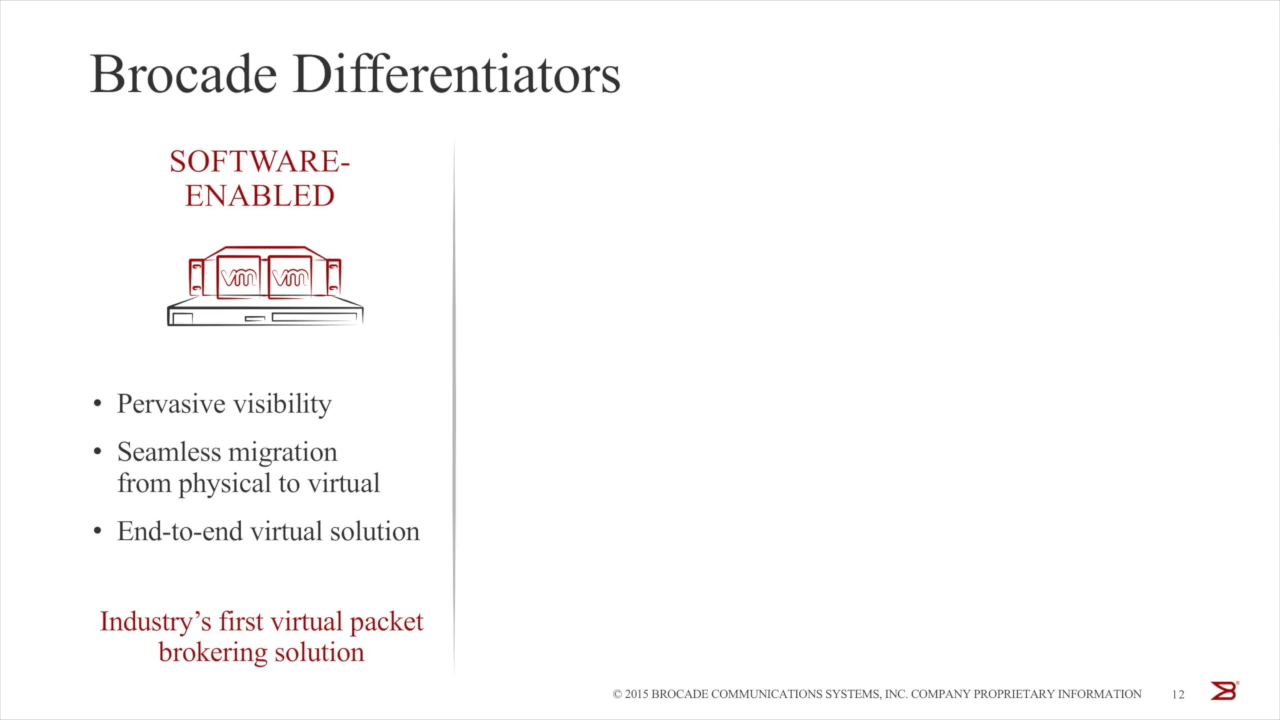 Brocade Differentiators
SOFTWARE-
ENABLED
vm vm
• Pervasive visibility
• Seamless migration
from physical to virtual
• End-to-end virtual solution
Industry’s first virtual packet
brokering solution
© 2015 BROCADE COMMUNICATIONS SYSTEMS, INC. COMPANY PROPRIETARY INFORMATION 12